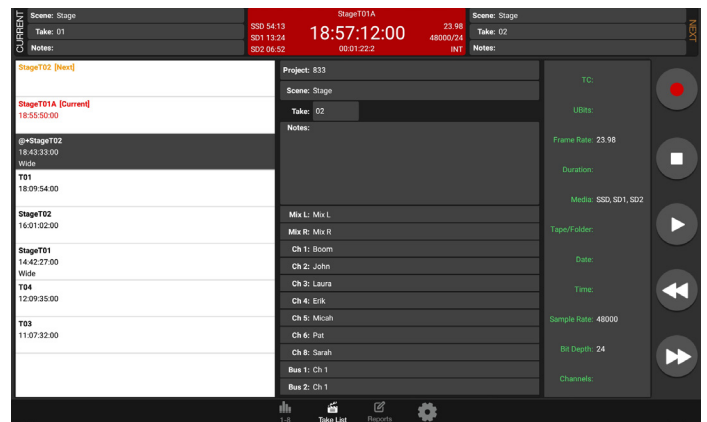 CURRENT
Scene: Stage
Take: 01
Notes:
SSD 54:13
SD1 13:24
SD2 06:52
StageT01A
18:57:12:00
00:01:22:2
23.98
48000/24
INT
Scene: Stage
Take: 02
Notes:
NEXT
StageT02 [Next]
StageT01A [Current]
18:55:50:00
@+StageT02
18:43:33:00
Wide
T01
18:09:54:00
StageT02
16:01:02:00
StageT01
14:42:27:00
Wide
T04
12:09:35:00
T03
11:07:32:00
Project: 833
Scene: Stage
Take: 02
Notes:
Mix L: Mix L
Mix R: Mix R
Ch 1: Boom
Ch 2: John
Ch 3: Laura
Ch 4: Erik
Ch 5: Micah
Ch 6: Pat
Ch 8: Sarah
Bus 1: Ch 1
Bus 2: Ch 1
TC:
UBits:
Frame Rate: 23.98
Duration:
Media: SSD, SD1, SD2
Tape/Folder:
Date:
Time:
Sample Rate: 48000
Bit Depth: 24
Channels:
1-8
Take List
Reports